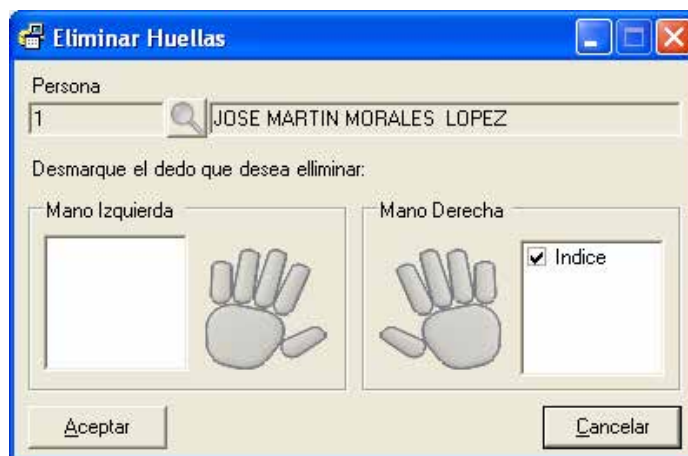 Eliminar Huellas
Persona
1 JOSE MARTIN MORALES LOPEZ
Desmarque el dedo que desea elliminar:
Mano Izquierda Mano Derecha
Indice
Aceptar Cancelar